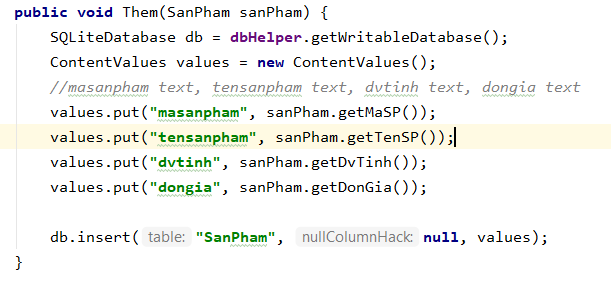 public void Them(SanPham sanPham) {
    SQLiteDatabase db = dbHelper.getWritableDatabase();
    ContentValues values = new ContentValues();
    //masanpham text, tensanpham text, dvtinh text, dongia text
    values.put("masanpham", sanPham.getMaSP());
    values.put("tensanpham", sanPham.getTenSP());
    values.put("dvtinh", sanPham.getDvTinh());
    values.put("dongia", sanPham.getDonGia());
    db.insert( table: "SanPham", nullColumnHack: null, values);
}